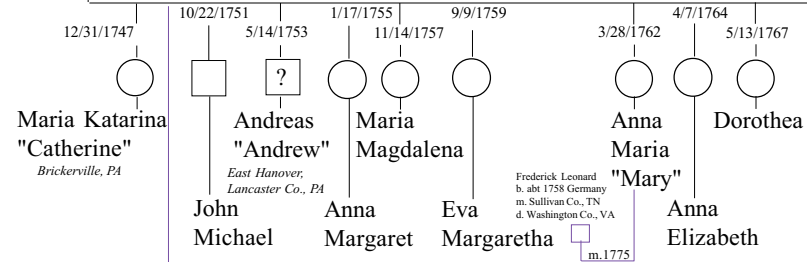 10/22/1751
1/17/1755
9/9/1759
4/7/1764
12/31/1747
5/14/1753
11/14/1757
3/28/1762
5/13/1767
?
Maria Katarina
"Catherine"
Brickerville, PA
Andreas
"Andrew"
East Hanover,
Lancaster Co., PA
Maria
Magdalena
Anna
Maria
"Mary"
Dorothea
Frederick Leonard
b. abt 1758 Germany
m. Sullivan Co., TN
d. Washington Co., VA
John
Michael
Anna
Margaret
Eva
Margaretha
Anna
Elizabeth
m.1775